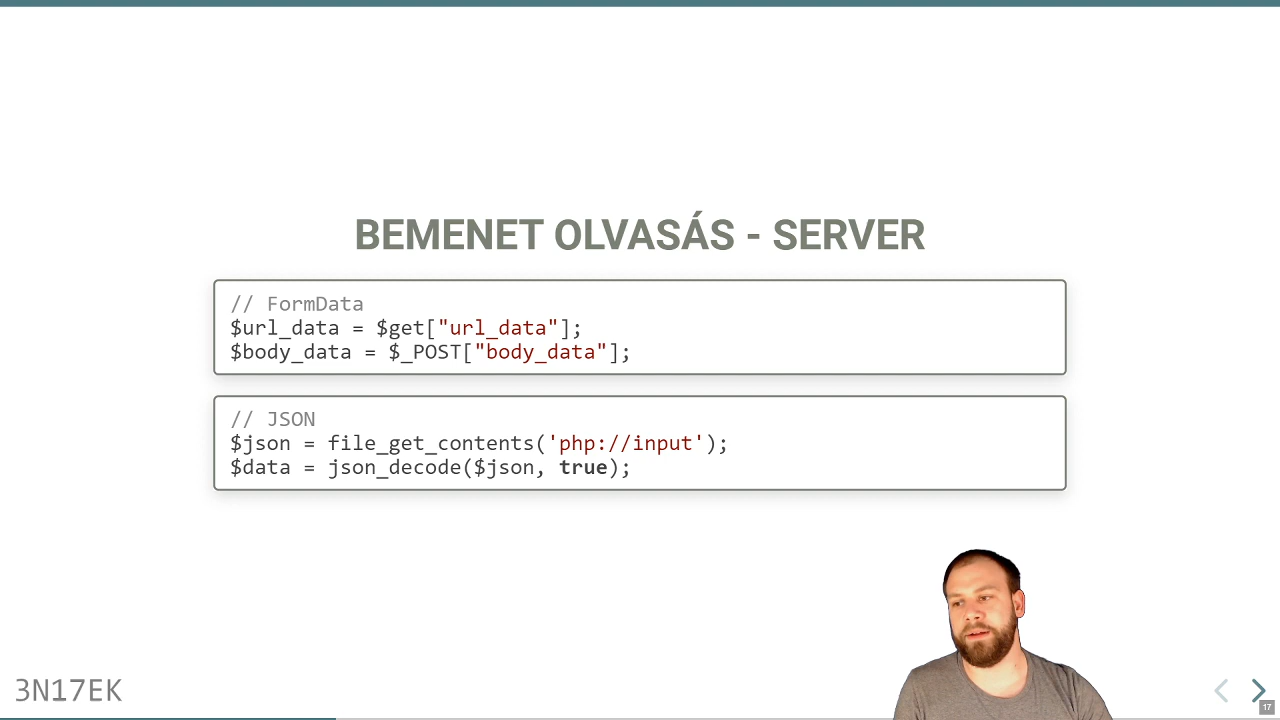 BEMENET OLVASÁS - SERVER
// FormData
$url_data = $get["url_data"];
$body_data = $_POST["body_data"];
// JSON
$json = file_get_contents('php://input');
$data = json_decode($json, true);
3N17EK
17